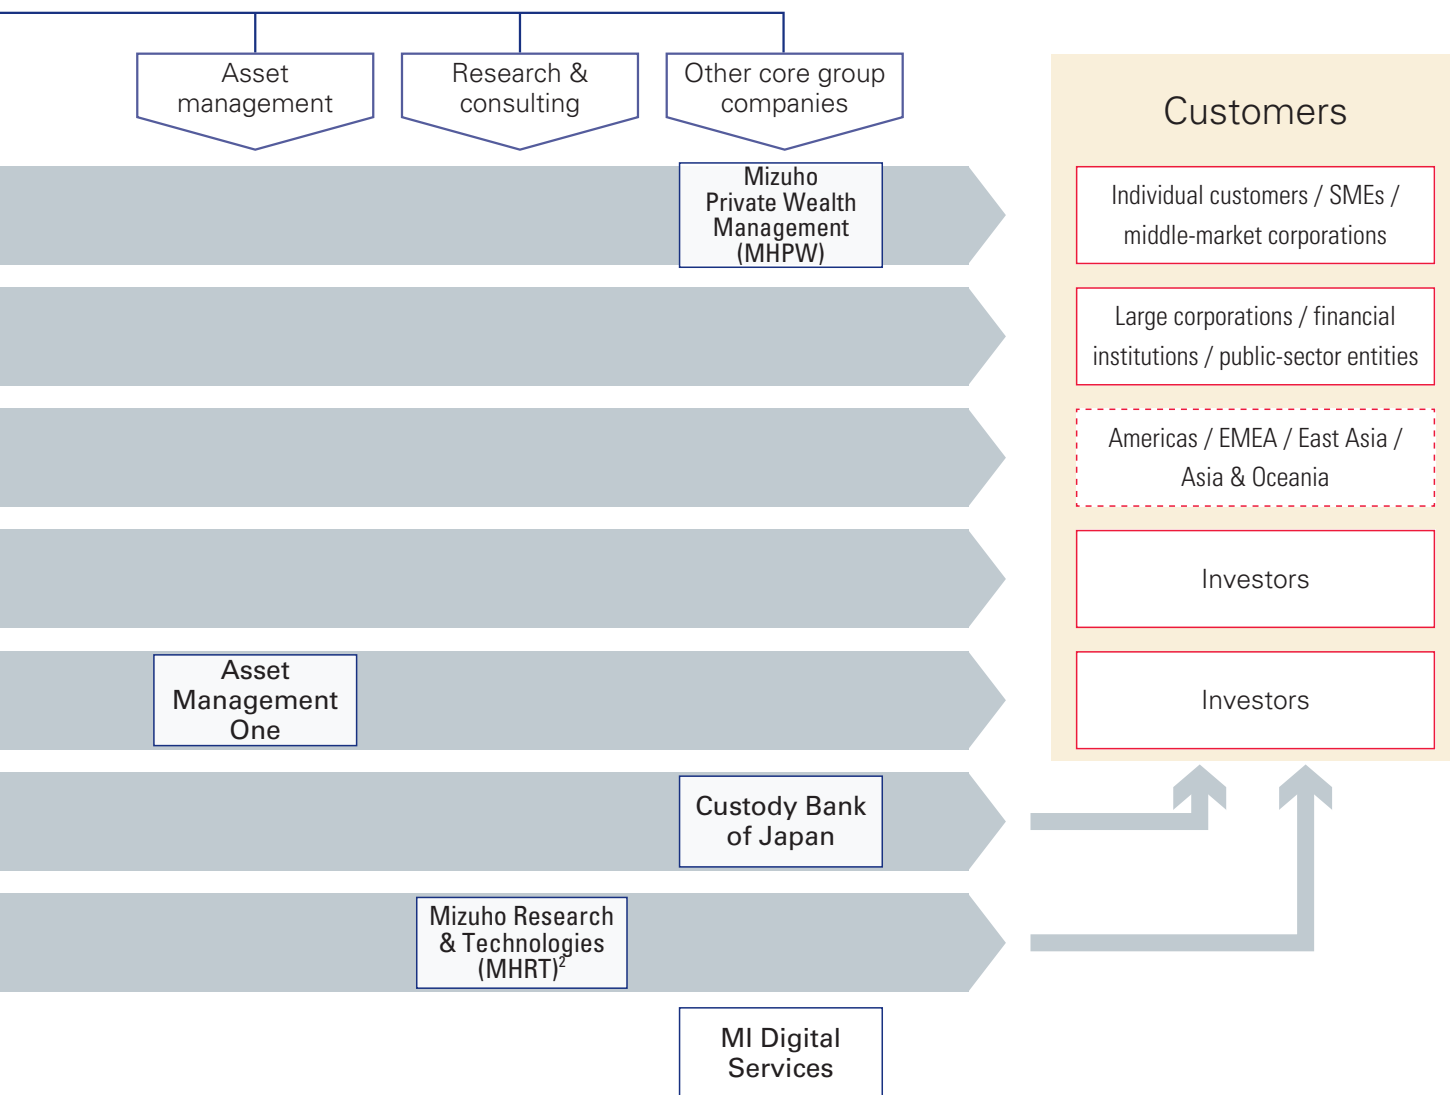 Asset
management
Research &
consulting
Other core group
companies
Customers
Mizuho
Private Wealth
Management
(MHPW)
Individual customers / SMEs /
middle-market corporations
Large corporations / financial
institutions / public-sector entities
Americas / EMEA / East Asia /
Asia & Oceania
Investors
Asset
Management
One
Investors
Custody Bank
of Japan
Mizuho Research
& Technologies
(MHRT)²
MI Digital
Services